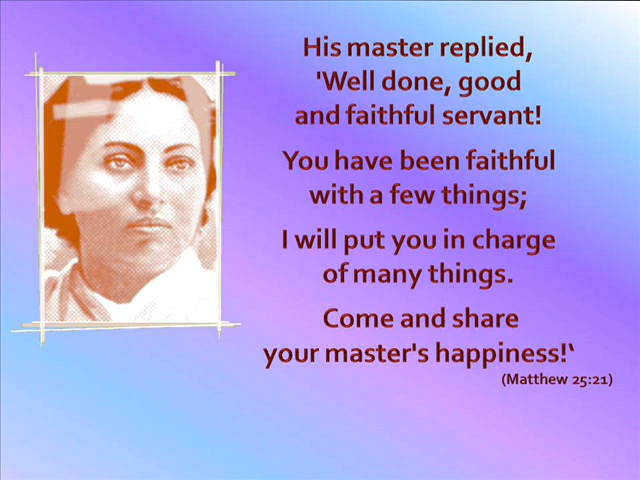 His master replied,
'Well done, good
and faithful servant!
You have been faithful
with a few things;
I will put you in charge
of many things.
Come and share
your master's happiness!‘
(Matthew 25:21)